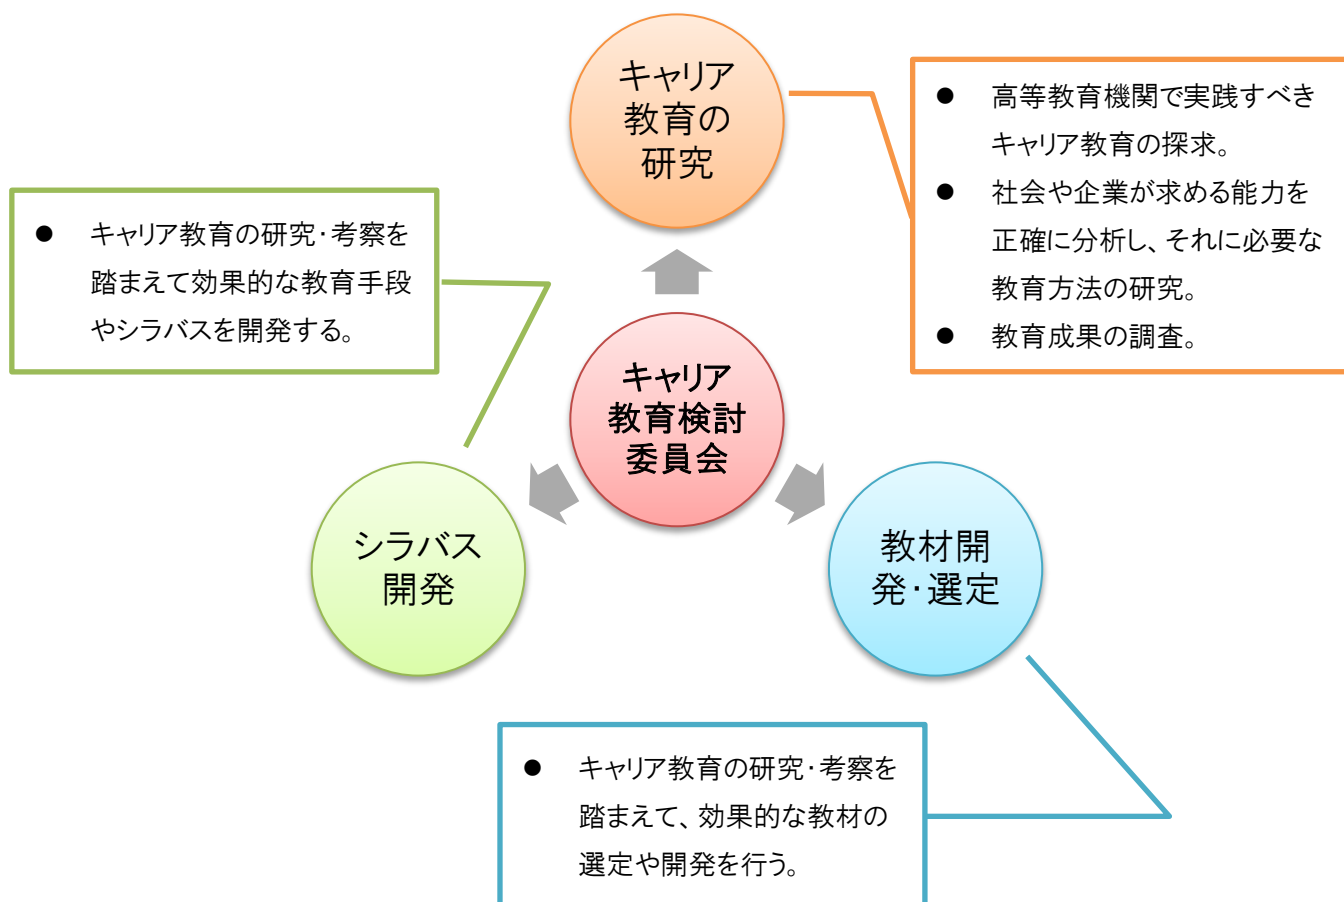 キャリア
教育の
研究
● 高等教育機関で実践すべき
キャリア教育の探求。
● 社会や企業が求める能力を
正確に分析し、それに必要な
教育方法の研究。
● 教育成果の調査。
● キャリア教育の研究・考察を
踏まえて効果的な教育手段
やシラバスを開発する。
キャリア
教育検討
委員会
シラバス
開発
教材開
発・選定
● キャリア教育の研究・考察を
踏まえて、効果的な教材の
選定や開発を行う。